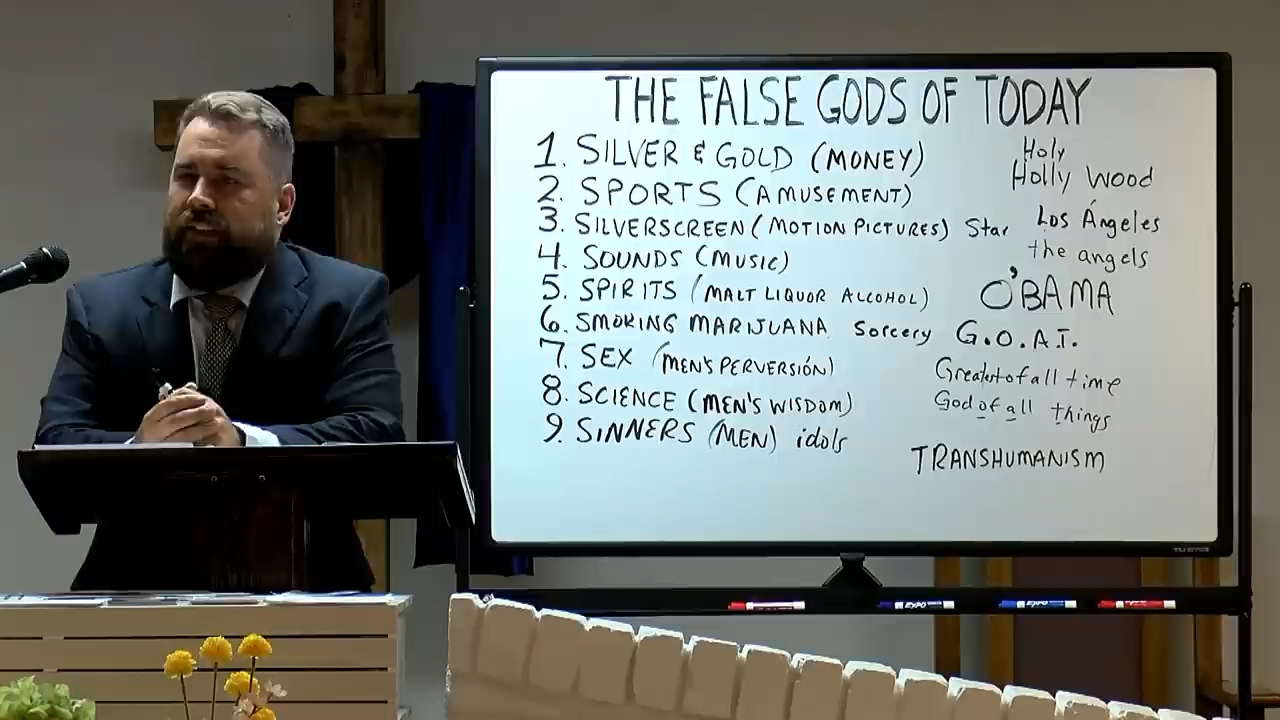 THE FALSE GODS OF TODAY
1. SILVER & GOLD (MONEY)
2. SPORTS (AMUSEMENT)
3. SILVERSCREEN (MOTION PICTURES) Star
4. SOUNDS (MUSIC)
5. SPIRITS (MALT LIQUOR ALCOHOL)
6. SMOKING MARIJUANA Sorcery
7. SEX (MEN'S PERVERSIÓN)
8. SCIENCE (MEN'S WISDOM)
9. SINNERS (MEN) idols
Holy
Holly Wood
Los Ángeles
the angels
O'BAMA
G.O.A.T.
Greatest of all time
God of all things
TRANSHUMANISM
EXPO
EXPO